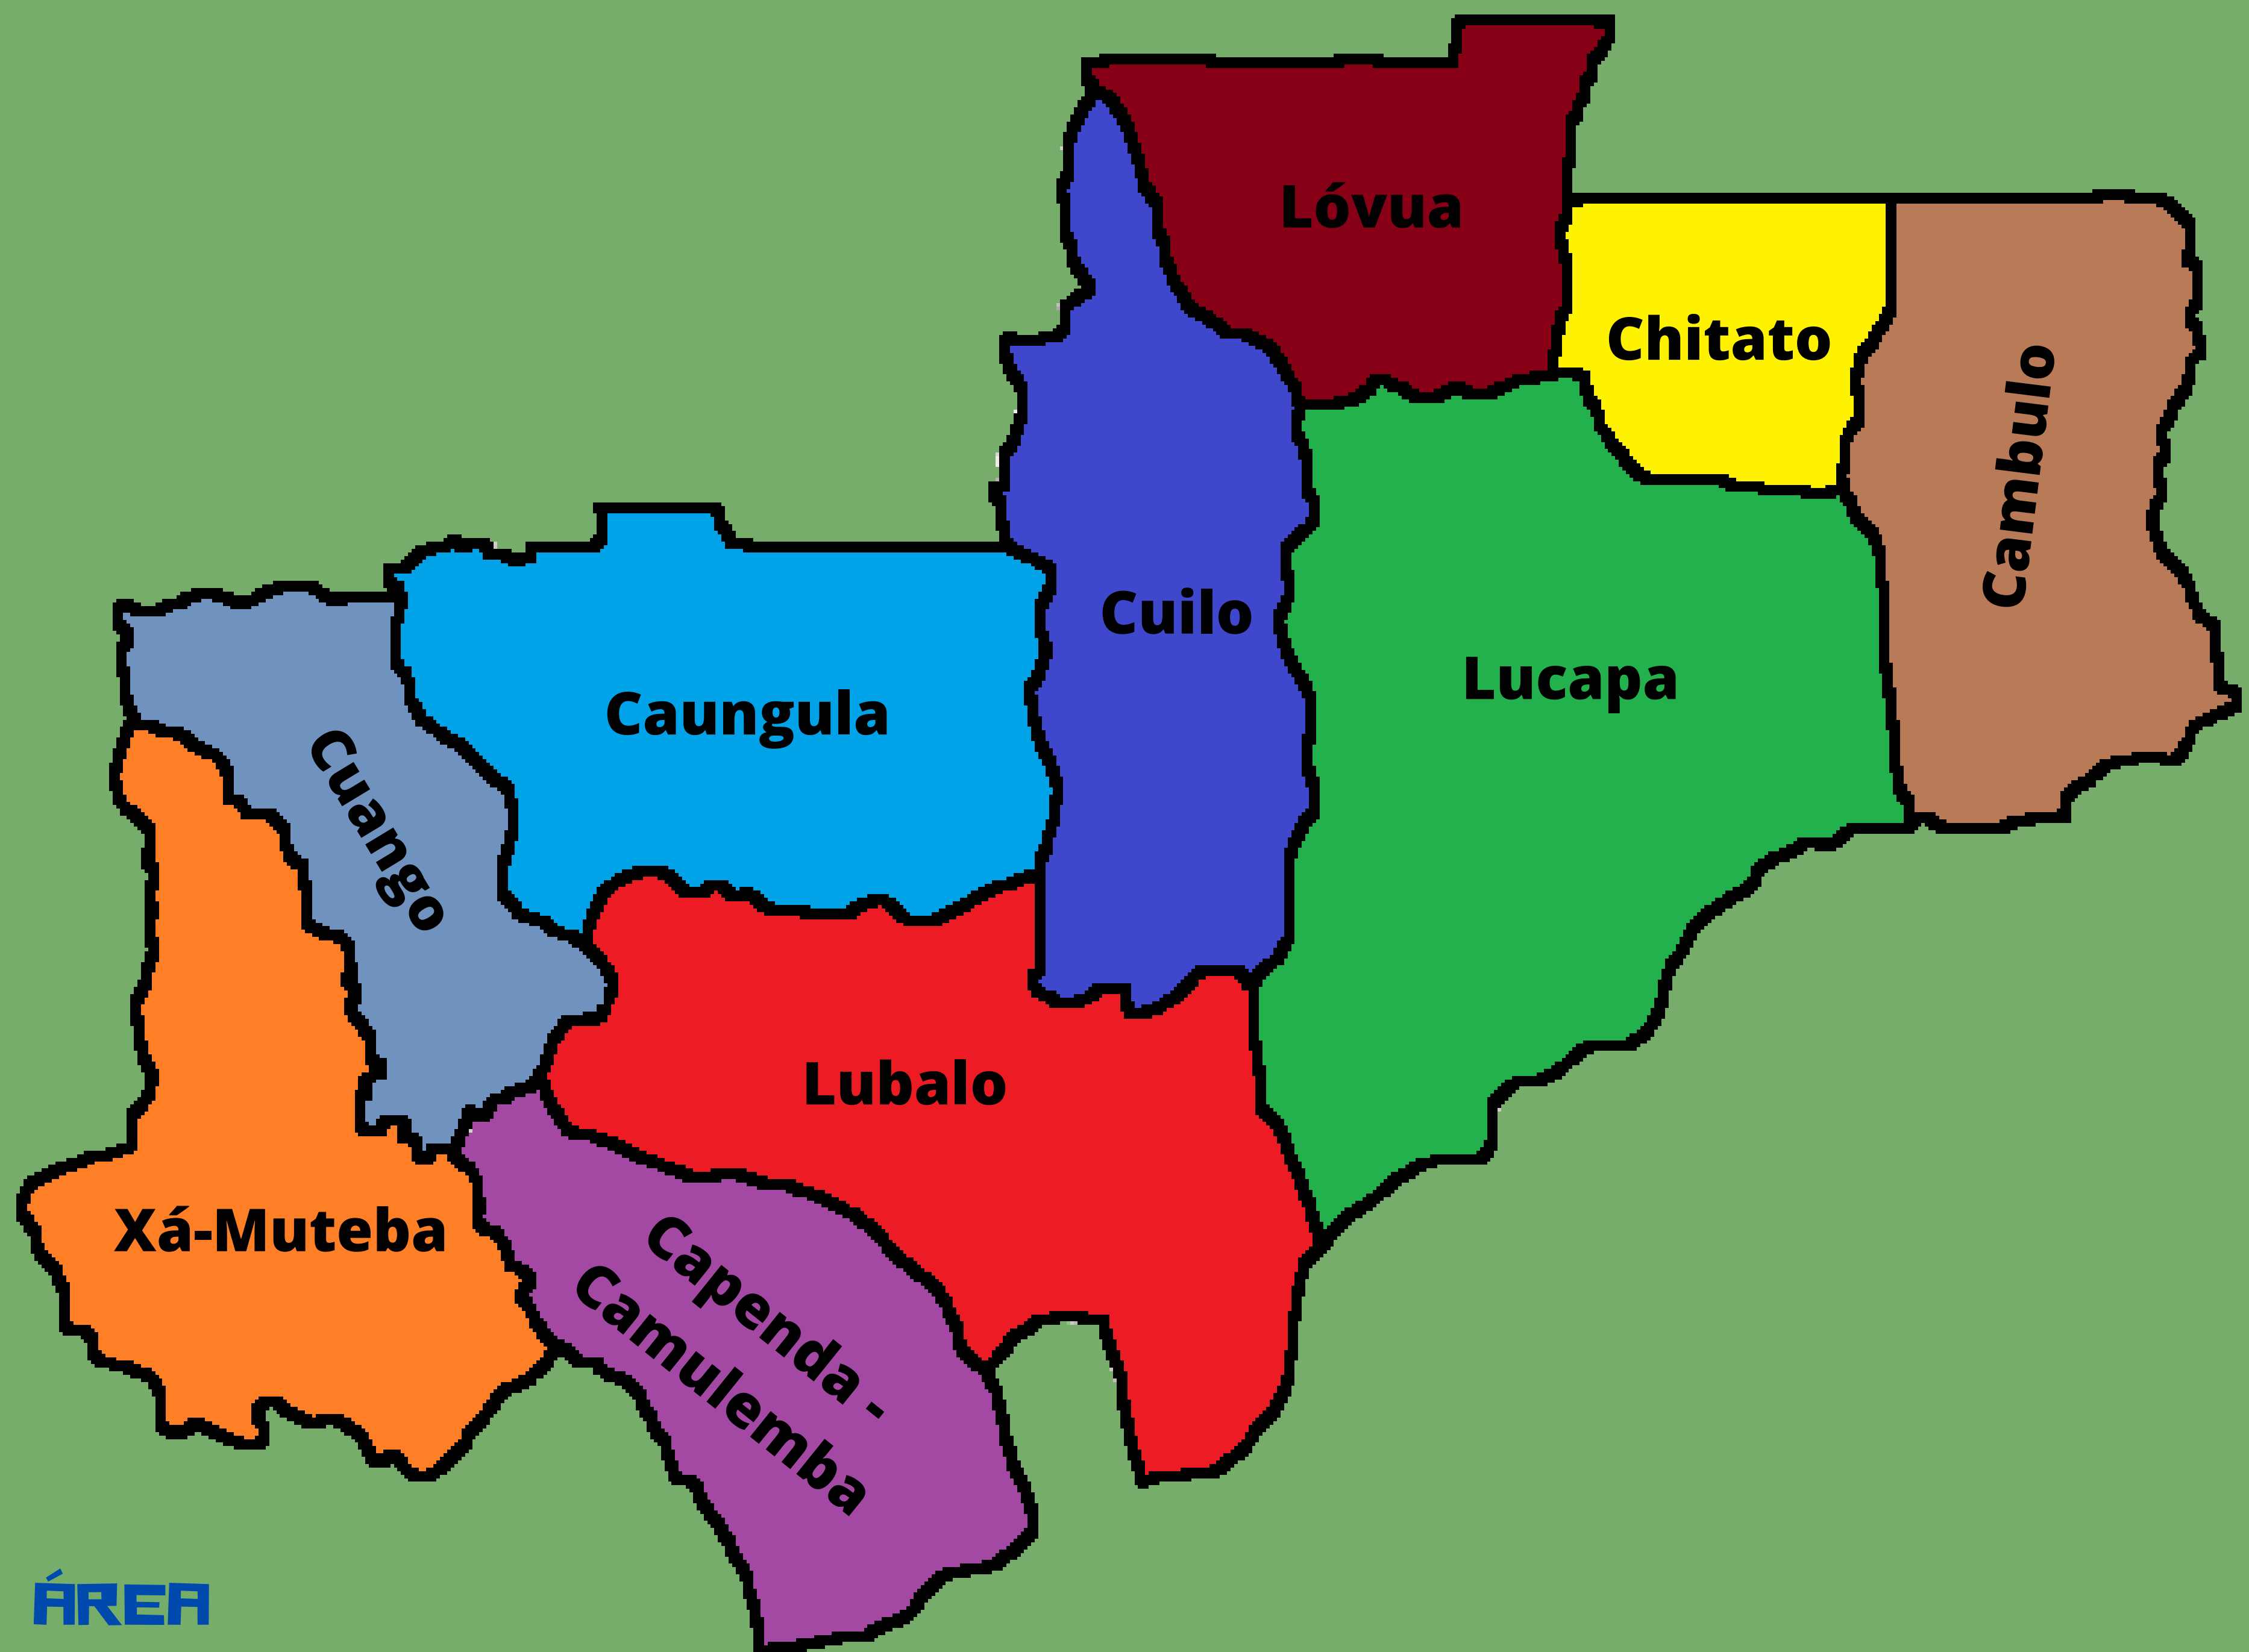 Lóvua
Chitato
Cambulo
Cuilo
Lucapa
Caungula
Cuango
Lubalo
Xá-Muteba
Capenda -
Camulemba
ÁREA